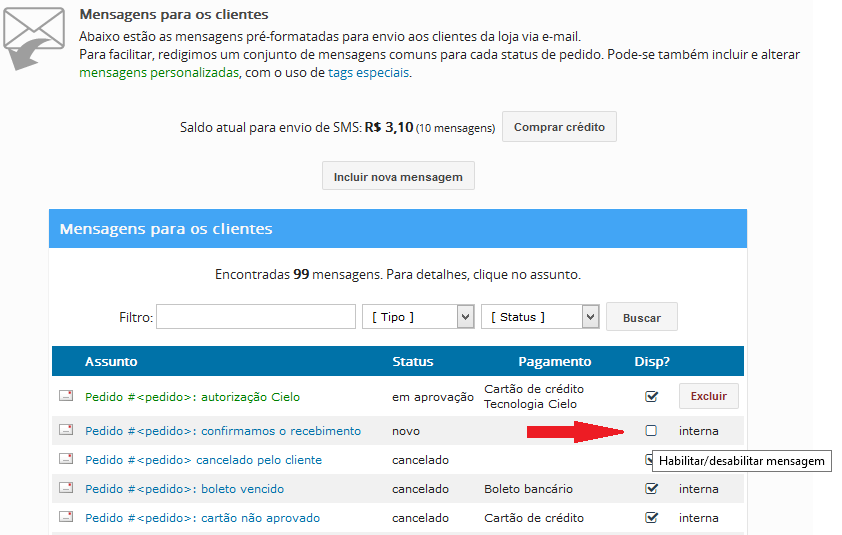 Mensagens para os clientes
Abaixo estão as mensagens pré-formatadas para envio aos clientes da loja via e-mail.
Para facilitar, redigimos um conjunto de mensagens comuns para cada status de pedido. Pode-se também incluir e alterar
mensagens personalizadas, com o uso de tags especiais.
Saldo atual para envio de SMS: R$ 3,10 (10 mensagens) Comprar crédito
Incluir nova mensagem
Mensagens para os clientes
Encontradas 99 mensagens. Para detalhes, clique no assunto.
Filtro: [ Tipo ] [ Status ] Buscar
Assunto Status Pagamento Disp?
Pedido #<pedido>: autorização Cielo em aprovação Cartão de crédito
Tecnologia Cielo Excluir
Pedido #<pedido>: confirmamos o recebimento novo interna
Pedido #<pedido> cancelado pelo cliente cancelado
Habilitar/desabilitar mensagem
Pedido #<pedido>: boleto vencido cancelado Boleto bancário interna
Pedido #<pedido>: cartão não aprovado cancelado Cartão de crédito interna